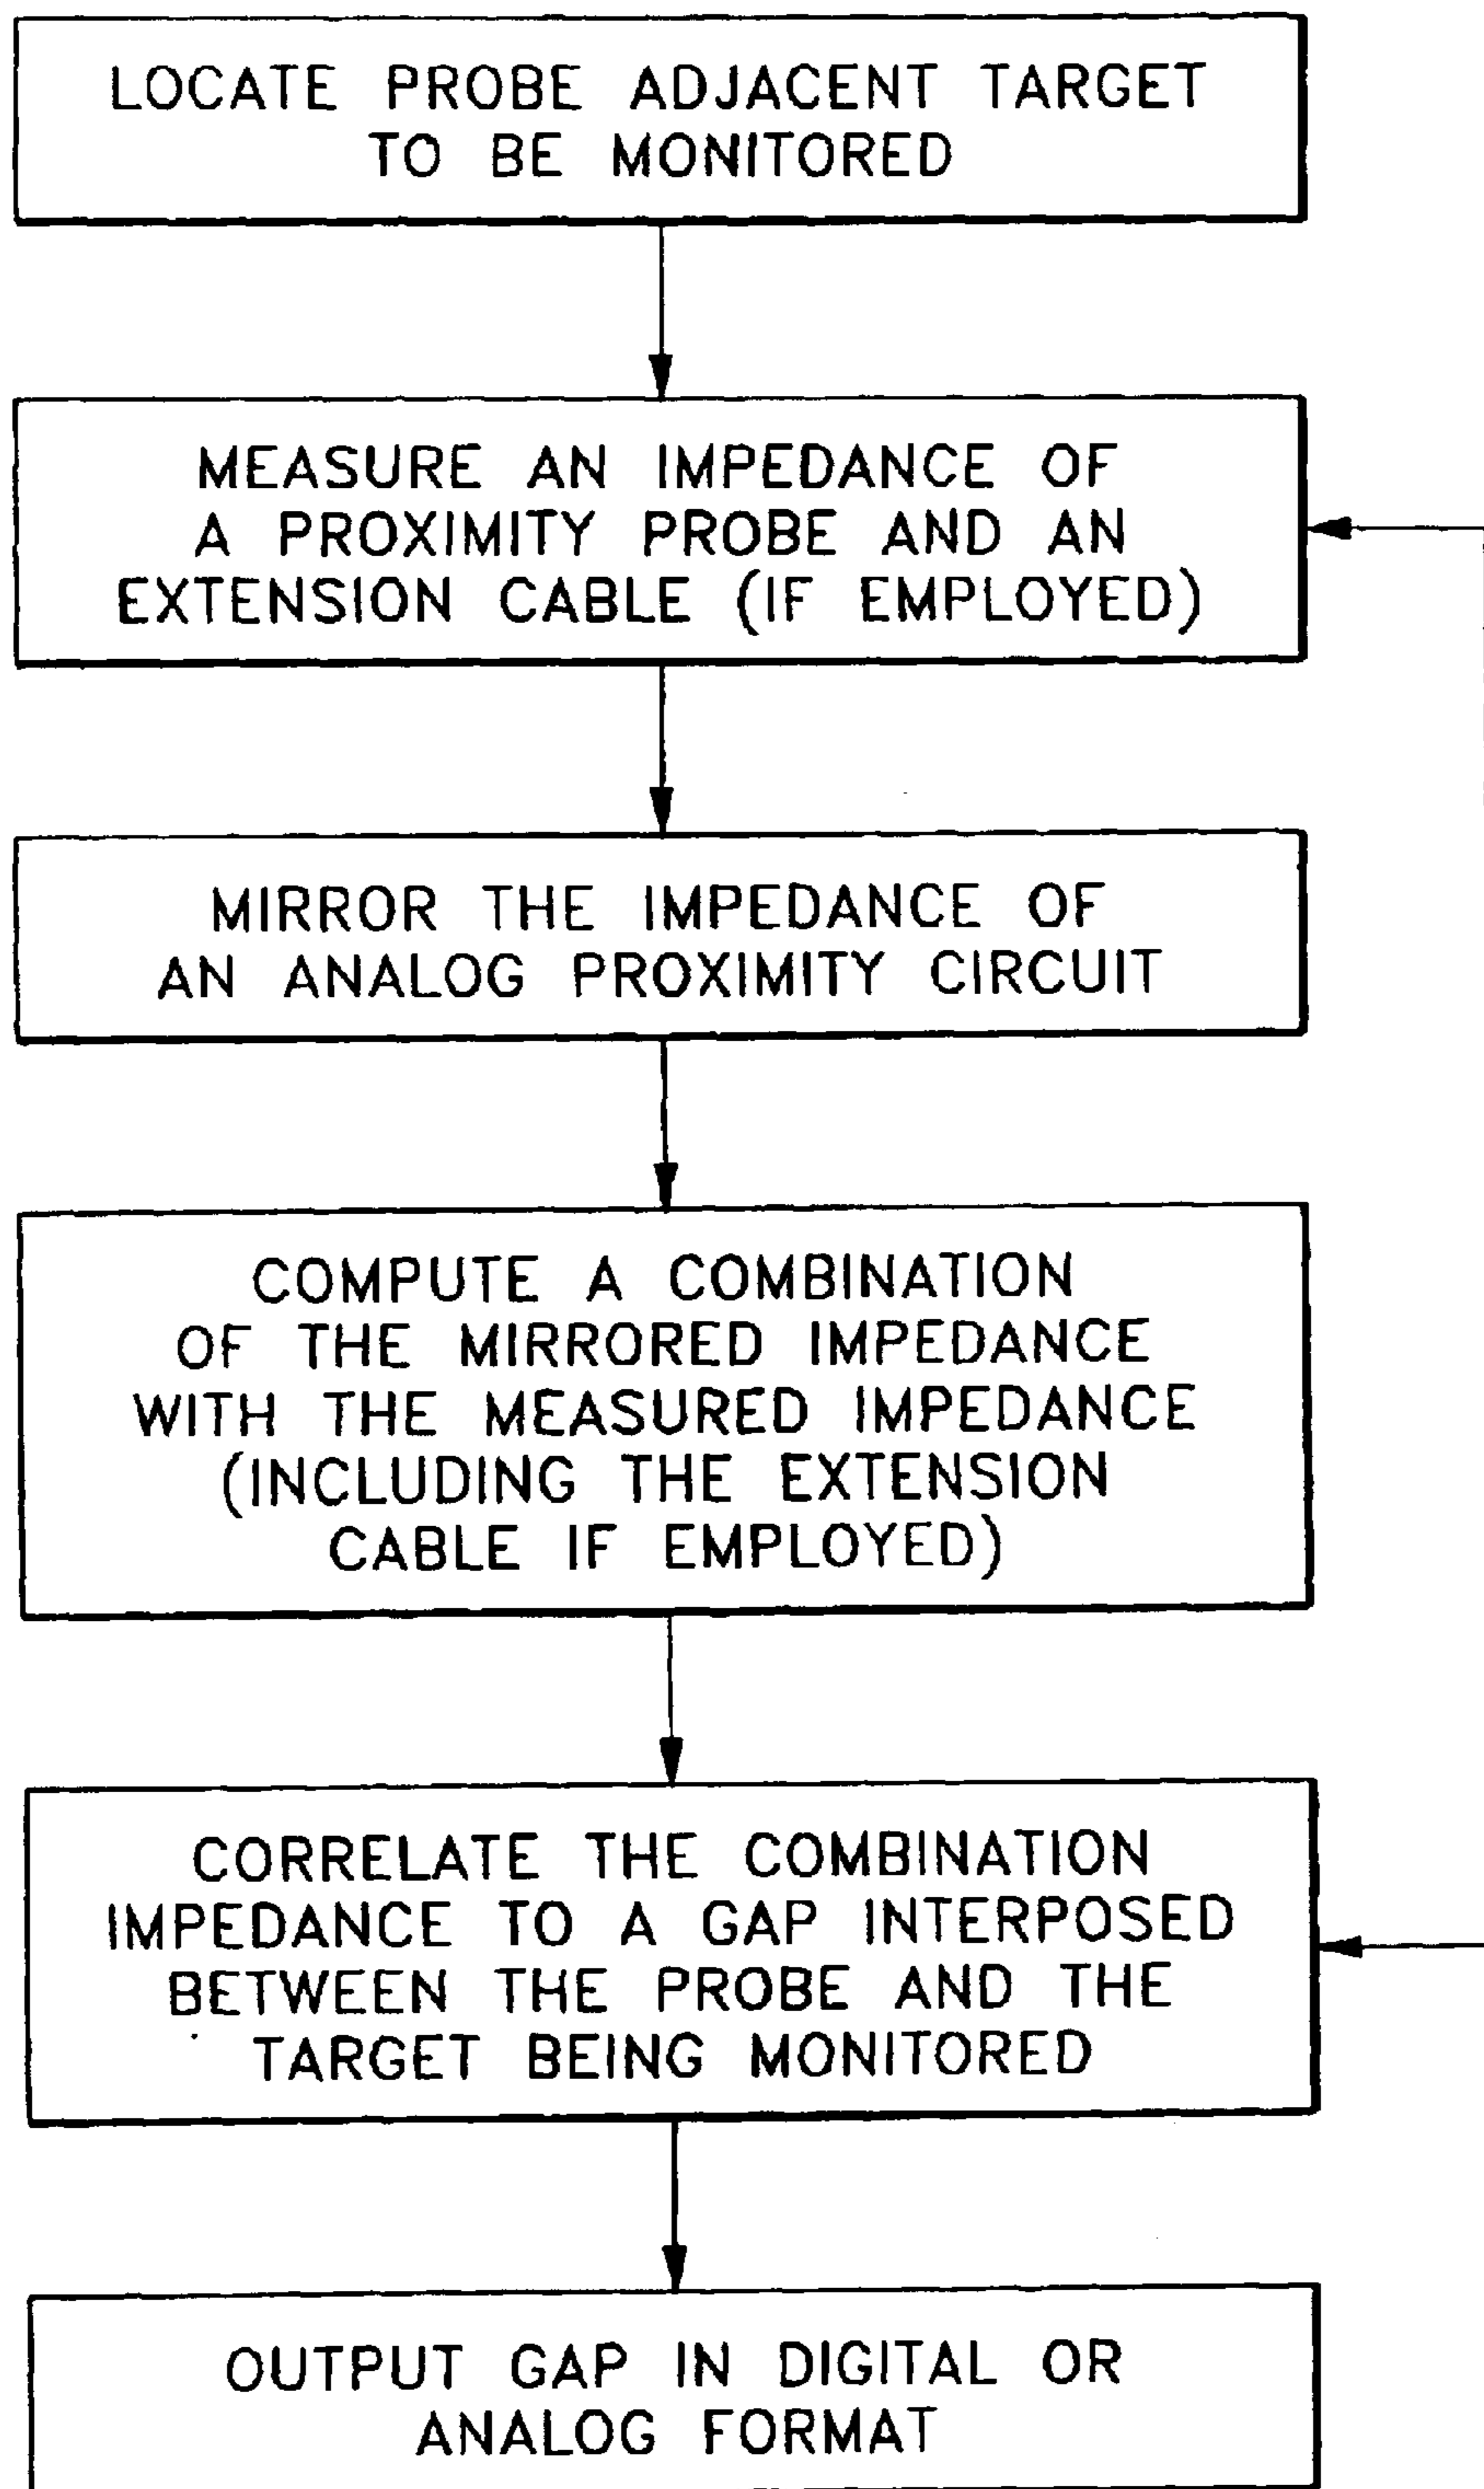 LOCATE PROBE ADJACENT TARGET
TO BE MONITORED
MEASURE AN IMPEDANCE OF
A PROXIMITY PROBE AND AN
EXTENSION CABLE (IF EMPLOYED)
MIRROR THE IMPEDANCE OF
AN ANALOG PROXIMITY CIRCUIT
COMPUTE A COMBINATION
OF THE MIRRORED IMPEDANCE
WITH THE MEASURED IMPEDANCE
(INCLUDING THE EXTENSION
CABLE IF EMPLOYED)
CORRELATE THE COMBINATION
IMPEDANCE TO A GAP INTERPOSED
BETWEEN THE PROBE AND THE
TARGET BEING MONITORED
OUTPUT GAP IN DIGITAL OR
ANALOG FORMAT